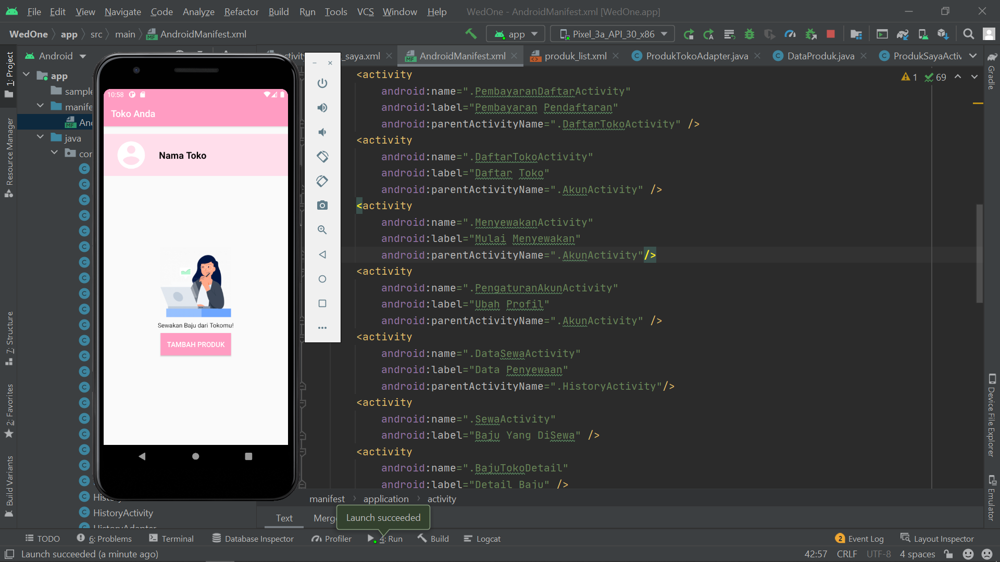 File Edit View Navigate Code Analyze Refactor Build Run Tools VCS Window Help WedOne - AndroidManifest.xml [WedOne.app]
WedOne app src main AndroidManifest.xml app Pixel_3a_API_30_x86
Android _saya.xml AndroidManifest.xml produk_list.xml ProdukTokoAdapter.java DataProduk.java ProdukSayaActiv
1: Project
Resource Manager
7: Structure
2: Favorites
Build Variants
app
sample
manife
And
java
cor
HistoryActivity
HistoryAdapter
10:58
Toko Anda
Nama Toko
Sewakan Baju dari Tokomu!
TAMBAH PRODUK
1 69
<activity
android:name=".PembayaranDaftarActivity"
android:label="Pembayaran Pendaftaran"
android:parentActivityName=".DaftarTokoActivity" />
<activity
android:name=".DaftarTokoActivity"
android:label="Daftar Toko"
android:parentActivityName=".AkunActivity" />
<activity
android:name=".MenyewakanActivity"
android:label="Mulai Menyewakan"
android:parentActivityName=".AkunActivity"/>
<activity
android:name=".PengaturanAkunActivity"
android:label="Ubah Profil"
android:parentActivityName=".AkunActivity" />
<activity
android:name=".DataSewaActivity"
android:label="Data Penyewaan"
android:parentActivityName=".HistoryActivity"/>
<activity
android:name=".SewaActivity"
android:label="Baju Yang DiSewa" />
<activity
android:name=".BajuTokoDetail"
android:label="Detail Baju" />
manifest application activity
Text Merg
Launch succeeded
Gradle
Device File Explorer
Emulator
TODO 6: Problems Terminal Database Inspector Profiler 4: Run Build Logcat 2 Event Log Layout Inspector
Launch succeeded (a minute ago) 42:57 CRLF UTF-8 4 spaces